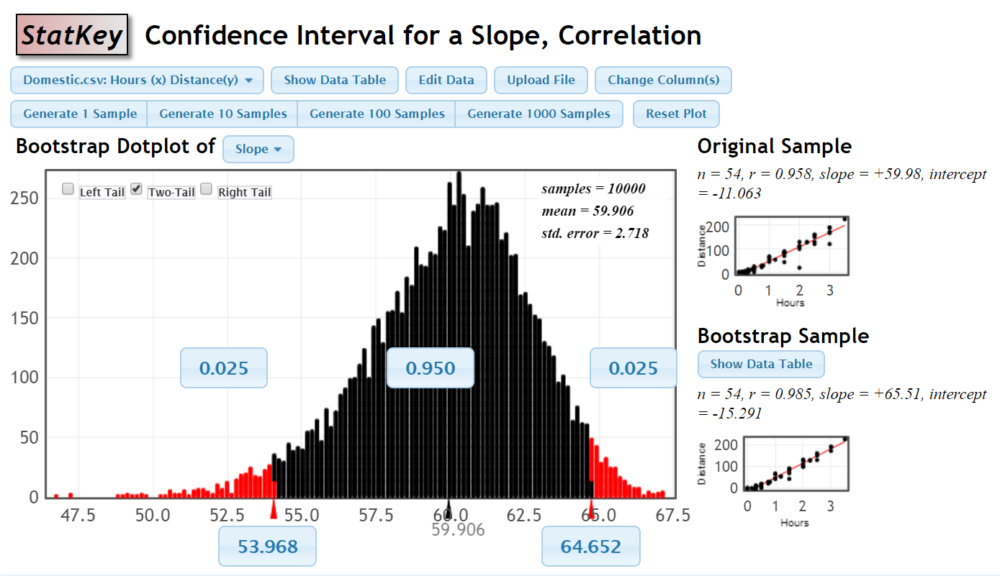 StatKey Confidence Interval for a Slope, Correlation
Domestic.csv: Hours (x) Distance(y) Show Data Table Edit Data Upload File Change Column(s)
Generate 1 Sample Generate 10 Samples Generate 100 Samples Generate 1000 Samples Reset Plot
Bootstrap Dotplot of Slope
Left Tail Two-Tail Right Tail
samples = 10000
mean = 59.906
std. error = 2.718
250
200
150
100
50
0
0.025 0.950 0.025
47.5 50.0 52.5 55.0 57.5 60.0 62.5 65.0 67.5
59.906
53.968 64.652
Original Sample
n = 54, r = 0.958, slope = +59.98, intercept
= -11.063
Distance
200
100
0
0 1 2 3
Hours
Bootstrap Sample
Show Data Table
n = 54, r = 0.985, slope = +65.51, intercept
= -15.291
Distance
200
100
0
0 1 2 3
Hours